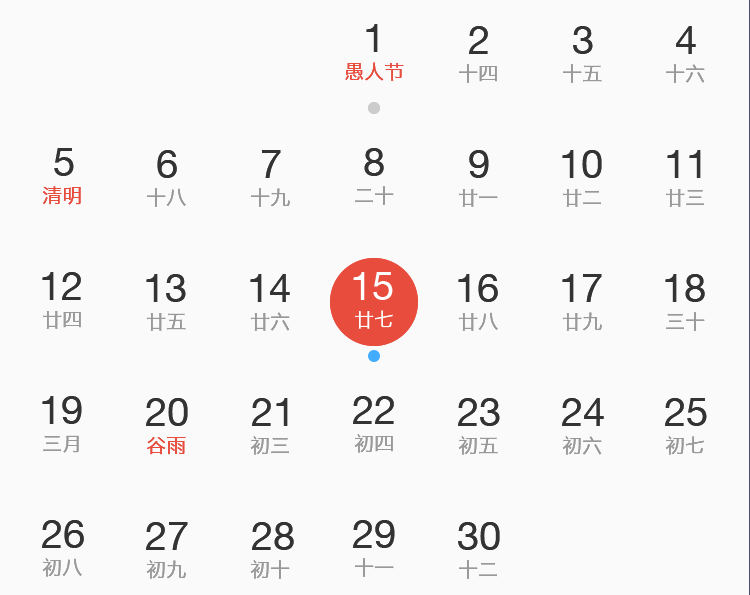 1 2 3 4
愚人节 十四 十五 十六
5 6 7 8 9 10 11
清明 十八 十九 二十 廿一 廿二 廿三
12 13 14 15 16 17 18
廿四 廿五 廿六 廿七 廿八 廿九 三十
19 20 21 22 23 24 25
三月 谷雨 初三 初四 初五 初六 初七
26 27 28 29 30
初八 初九 初十 十一 十二